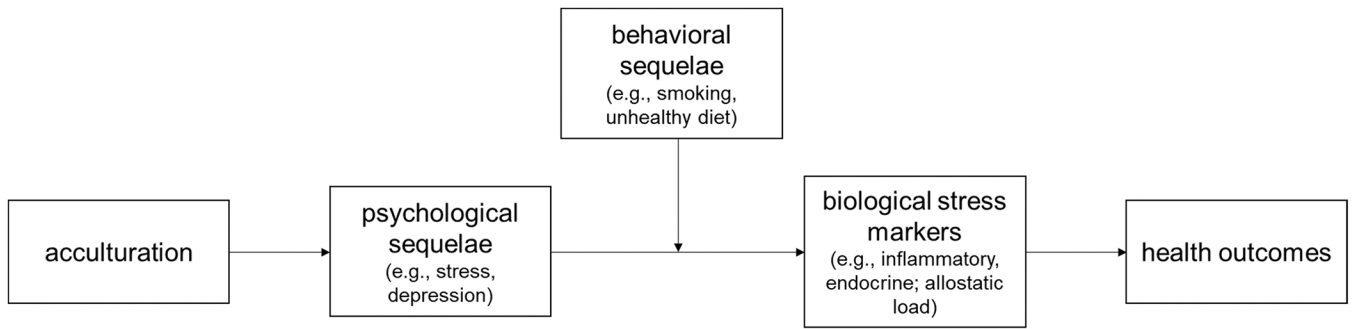 behavioral
sequelae
(e.g., smoking,
unhealthy diet)
acculturation
psychological
sequelae
(e.g., stress,
depression)
biological stress
markers
(e.g., inflammatory,
endocrine; allostatic
load)
health outcomes